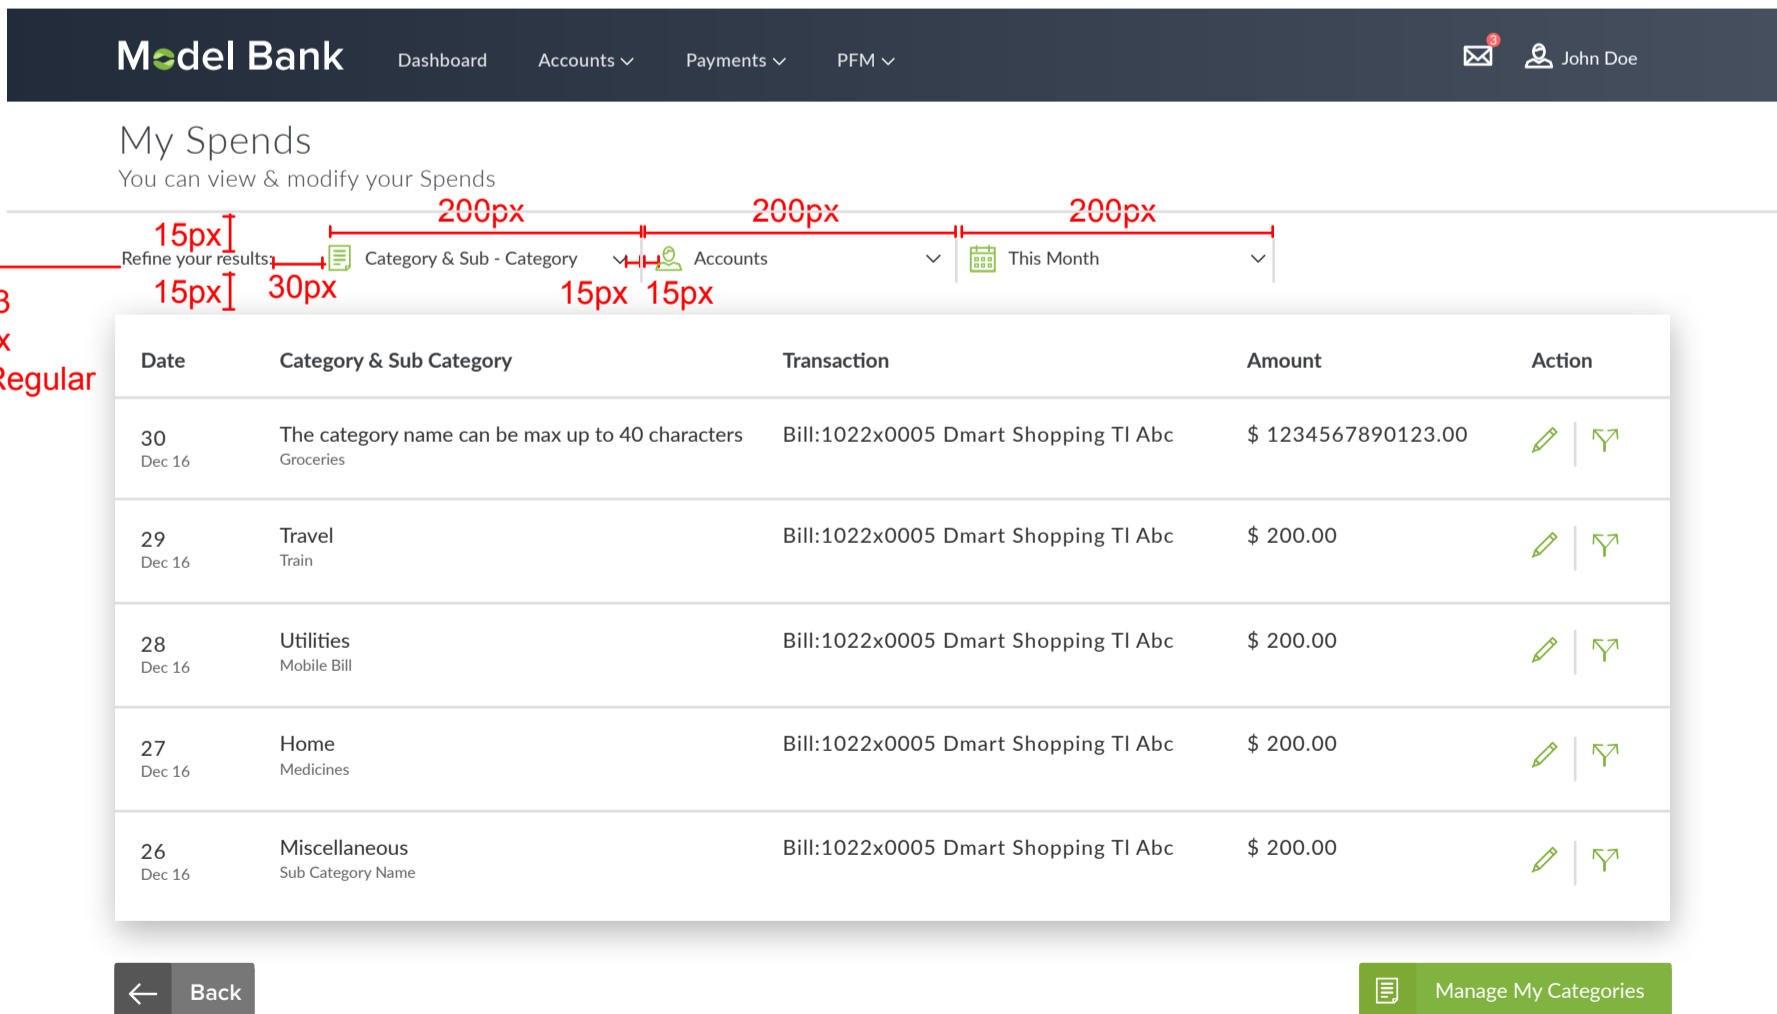 Model Bank Dashboard Accounts Payments PFM 3 John Doe
My Spends
You can view & modify your Spends
200px 200px 200px
15px
Refine your results: Category & Sub - Category Accounts This Month
15px 30px 15px 15px
3
x
Regular
Date Category & Sub Category Transaction Amount Action
30 The category name can be max up to 40 characters Bill:1022x0005 Dmart Shopping Tl Abc $ 1234567890123.00
Dec 16 Groceries
29 Travel Bill:1022x0005 Dmart Shopping Tl Abc $ 200.00
Dec 16 Train
28 Utilities Bill:1022x0005 Dmart Shopping Tl Abc $ 200.00
Dec 16 Mobile Bill
27 Home Bill:1022x0005 Dmart Shopping Tl Abc $ 200.00
Dec 16 Medicines
26 Miscellaneous Bill:1022x0005 Dmart Shopping Tl Abc $ 200.00
Dec 16 Sub Category Name
Back Manage My Categories